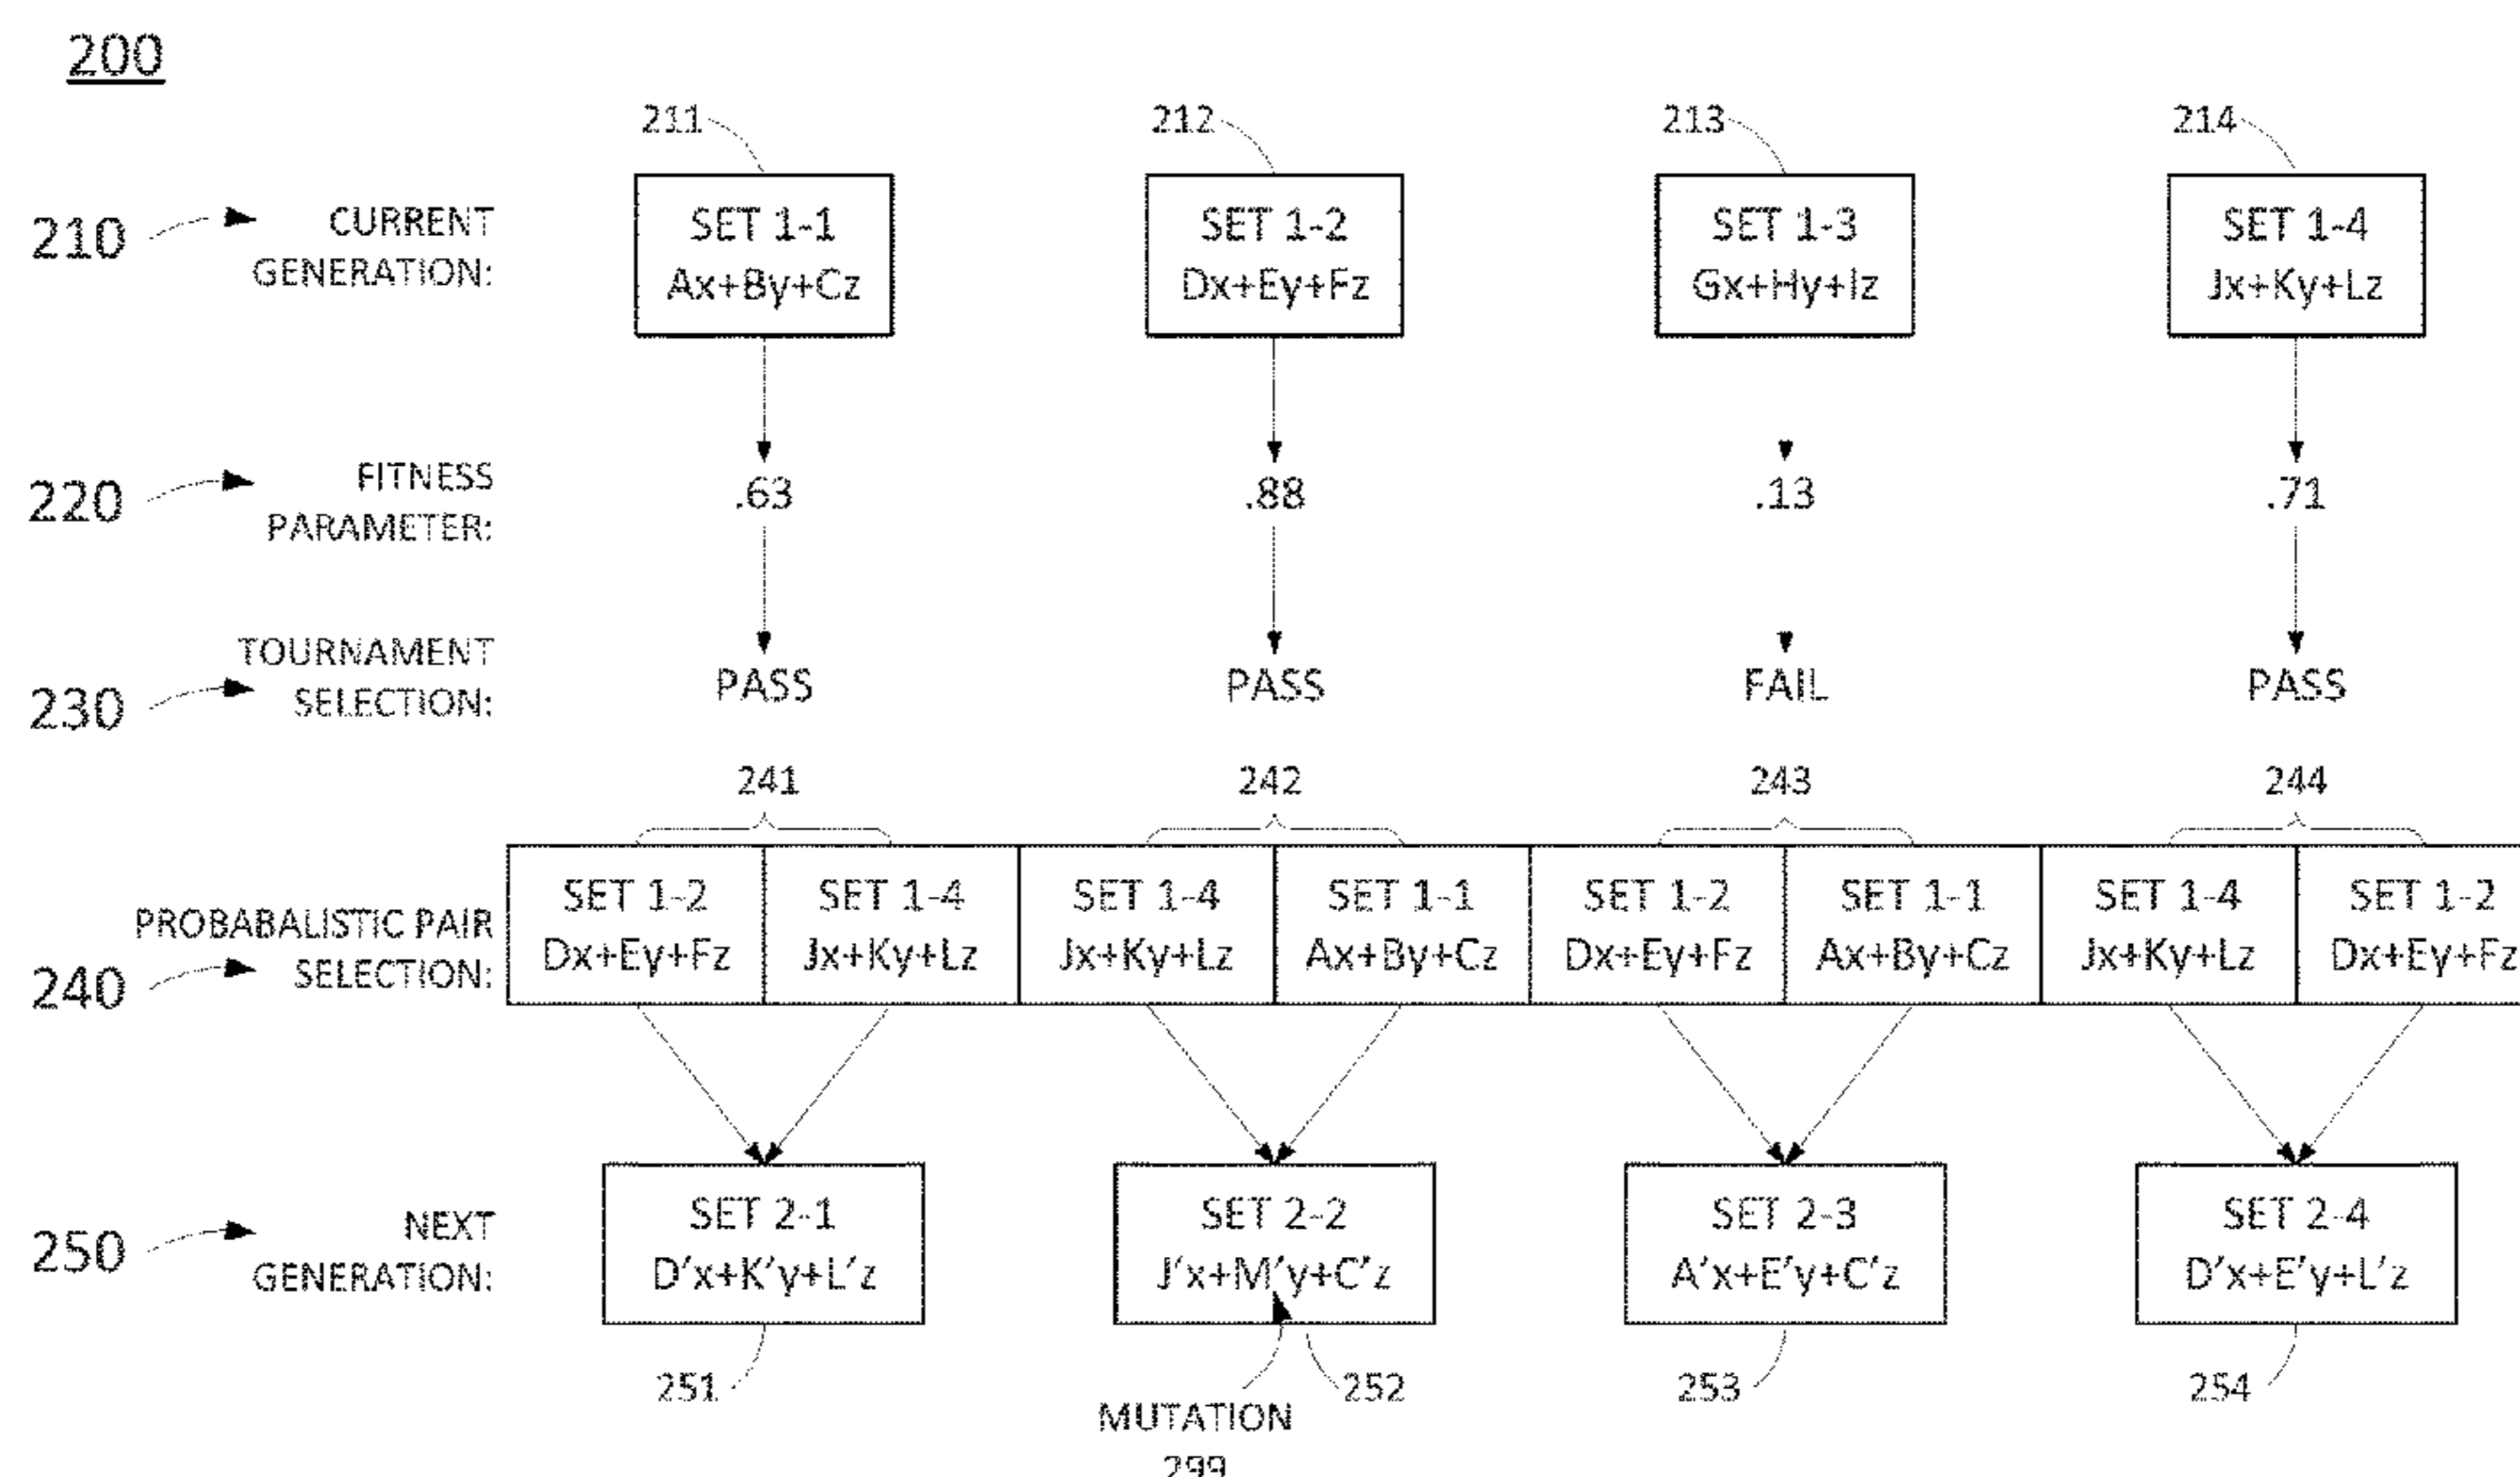 200
211
212
213
214
210
CURRENT
GENERATION:
SET 1-1
Ax+By+Cz
SET 1-2
Dx+Ey+Fz
SET 1-3
Gx+Hy+Iz
SET 1-4
Jx+Ky+Lz
220
FITNESS
PARAMETER:
.63
.88
.13
.71
230
TOURNAMENT
SELECTION:
PASS
PASS
FAIL
PASS
241
242
243
244
240
PROBABALISTIC PAIR
SELECTION:
SET 1-2
Dx+Ey+Fz
SET 1-4
Jx+Ky+Lz
SET 1-4
Jx+Ky+Lz
SET 1-1
Ax+By+Cz
SET 1-2
Dx+Ey+Fz
SET 1-1
Ax+By+Cz
SET 1-4
Jx+Ky+Lz
SET 1-2
Dx+Ey+Fz
250
NEXT
GENERATION:
SET 2-1
D'x+K'y+L'z
SET 2-2
J'x+M'y+C'z
SET 2-3
A'x+E'y+C'z
SET 2-4
D'x+E'y+L'z
251
252
253
254
MUTATION
299